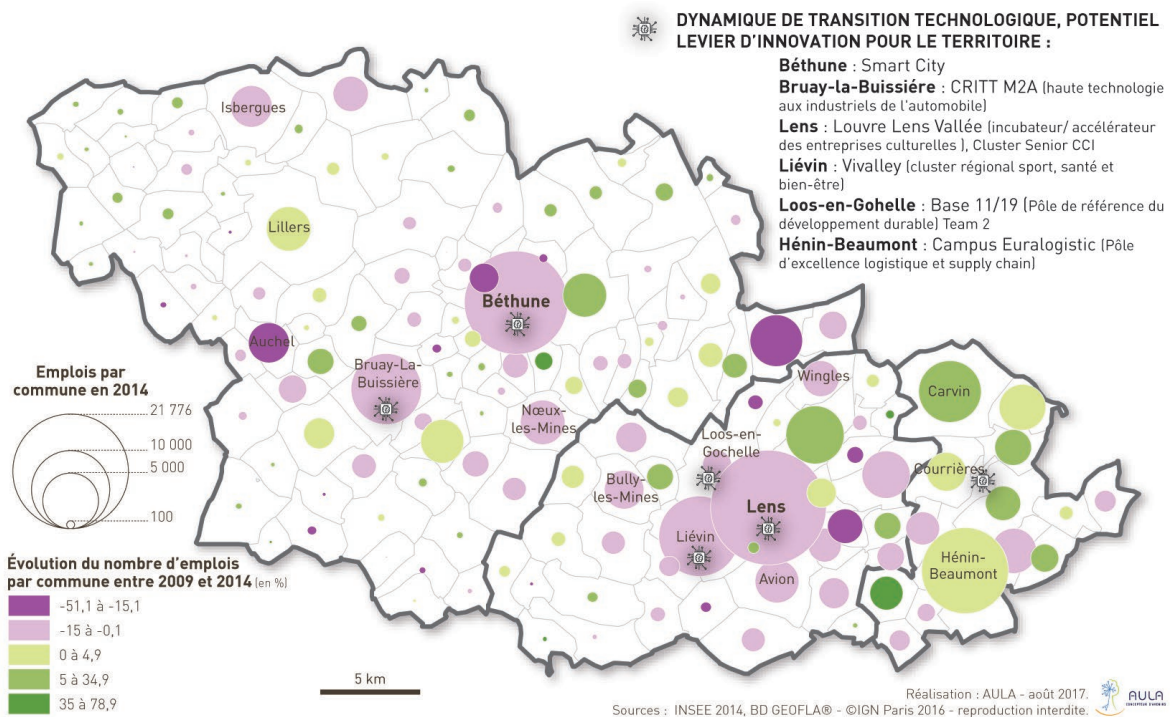 DYNAMIQUE DE TRANSITION TECHNOLOGIQUE, POTENTIEL
LEVIER D'INNOVATION POUR LE TERRITOIRE :
Béthune : Smart City
Bruay-la-Buissiére : CRITT M2A (haute technologie
aux industriels de l'automobile)
Lens : Louvre Lens Vallée (incubateur/ accélérateur
des entreprises culturelles ), Cluster Senior CCI
Liévin : Vivalley (cluster régional sport, santé et
bien-être)
Loos-en-Gohelle : Base 11/19 (Pôle de référence du
développement durable) Team 2
Hénin-Beaumont : Campus Euralogistic (Pôle
d'excellence logistique et supply chain)
Isbergues
Lillers
Béthune
Auchel
Bruay-La-
Buissière
Nœux-
les-Mines
Wingles
Carvin
Loos-en-
Gochelle
Courrières
Bully-
les-Mines
Lens
Liévin
Avion
Hénin-
Beaumont
Emplois par
commune en 2014
21 776
10 000
5 000
100
Évolution du nombre d'emplois
par commune entre 2009 et 2014 (en %)
-51,1 à -15,1
-15 à -0,1
0 à 4,9
5 à 34,9
35 à 78,9
5 km
Réalisation : AULA - août 2017.
Sources : INSEE 2014, BD GEOFLA® - ©IGN Paris 2016 - reproduction interdite.
AULA